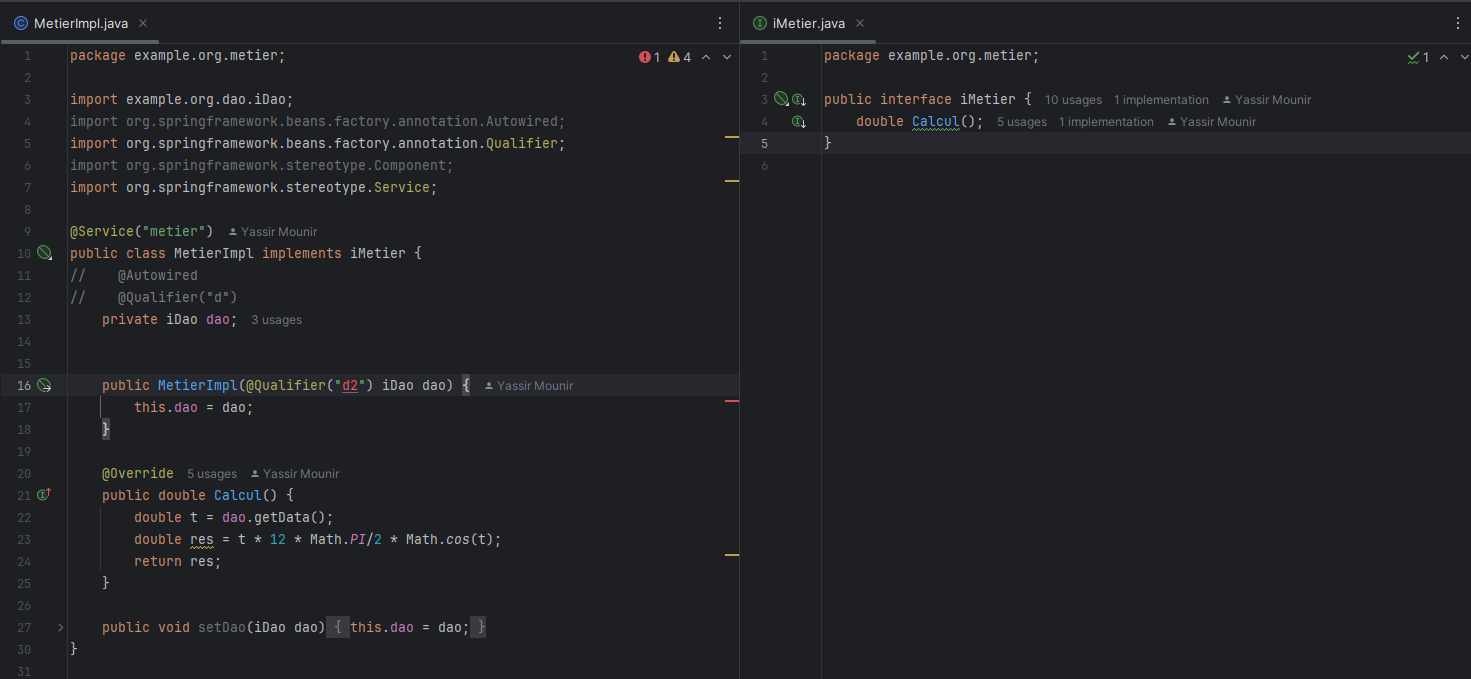 MetierImpl.java
1 package example.org.metier;
1 4
2
3 import example.org.dao.iDao;
4 import org.springframework.beans.factory.annotation.Autowired;
5 import org.springframework.beans.factory.annotation.Qualifier;
6 import org.springframework.stereotype.Component;
7 import org.springframework.stereotype.Service;
8
9 @Service("metier") Yassir Mounir
10 public class MetierImpl implements iMetier {
11 //    @Autowired
12 //    @Qualifier("d")
13     private iDao dao; 3 usages
14
15
16     public MetierImpl(@Qualifier("d2") iDao dao) { Yassir Mounir
17         this.dao = dao;
18     }
19
20     @Override 5 usages Yassir Mounir
21     public double Calcul() {
22         double t = dao.getData();
23         double res = t * 12 * Math.PI/2 * Math.cos(t);
24         return res;
25     }
26
27     public void setDao(iDao dao) { this.dao = dao; }
30 }
31
iMetier.java
1 package example.org.metier;
1
2
3 public interface iMetier { 10 usages 1 implementation Yassir Mounir
4     double Calcul(); 5 usages 1 implementation Yassir Mounir
5 }
6